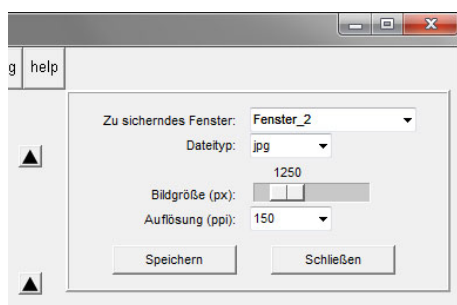 g help
Zu sicherndes Fenster: Fenster_2
Dateityp: jpg
1250
Bildgröße (px):
Auflösung (ppi): 150
Speichern Schließen